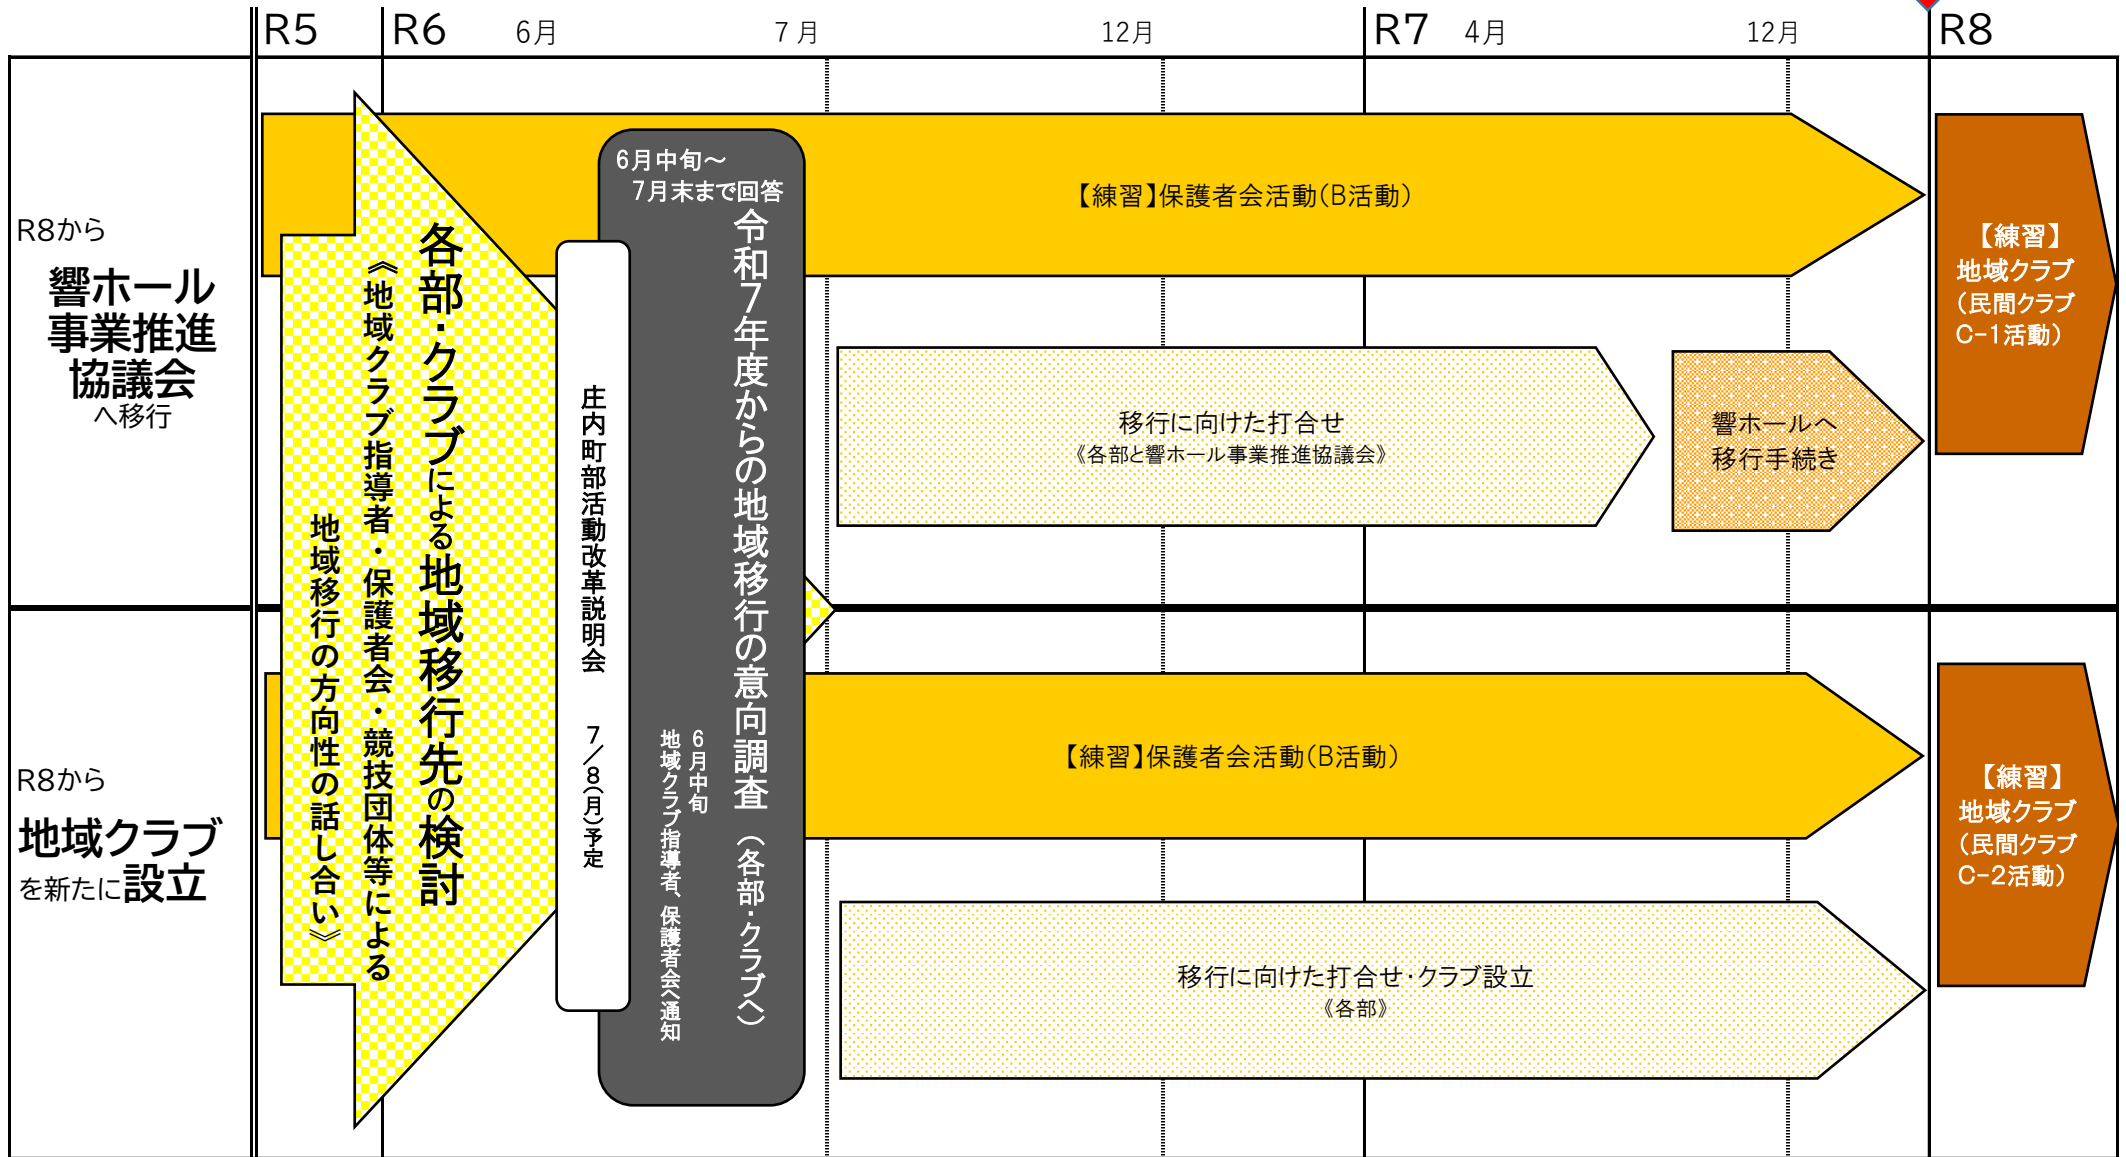 R5
R6
6月
7月
12月
R7
4月
12月
R8
R8から
響ホール
事業推進
協議会
へ移行
各部・クラブによる地域移行先の検討
《地域クラブ指導者・保護者会・競技団体等による
地域移行の方向性の話し合い》
庄内町部活動改革説明会　7/8(月)予定
6月中旬～
7月末まで回答
令和7年度からの地域移行の意向調査（各部・クラブへ）
6月中旬
地域クラブ指導者、保護者会へ通知
【練習】保護者会活動(B活動)
移行に向けた打合せ
《各部と響ホール事業推進協議会》
響ホールへ
移行手続き
【練習】
地域クラブ
(民間クラブ
C-1活動)
R8から
地域クラブ
を新たに設立
【練習】保護者会活動(B活動)
移行に向けた打合せ・クラブ設立
《各部》
【練習】
地域クラブ
(民間クラブ
C-2活動)